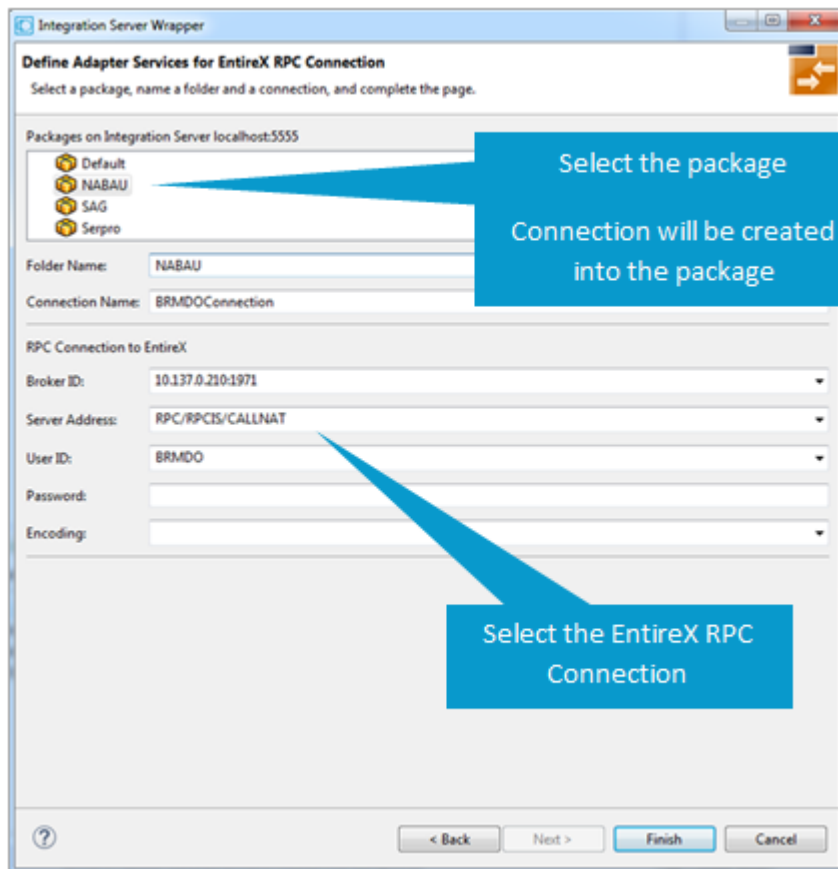 Integration Server Wrapper
Define Adapter Services for EntireX RPC Connection
Select a package, name a folder and a connection, and complete the page.
Packages on Integration Server localhost:5555
Default
NABAU
SAG
Serpro
Select the package
Connection will be created
into the package
Folder Name: NABAU
Connection Name: BRMDOConnection
RPC Connection to EntireX
Broker ID: 10.137.0.210:1971
Server Address: RPC/RPCIS/CALLNAT
User ID: BRMDO
Password:
Encoding:
Select the EntireX RPC
Connection
< Back Next > Finish Cancel